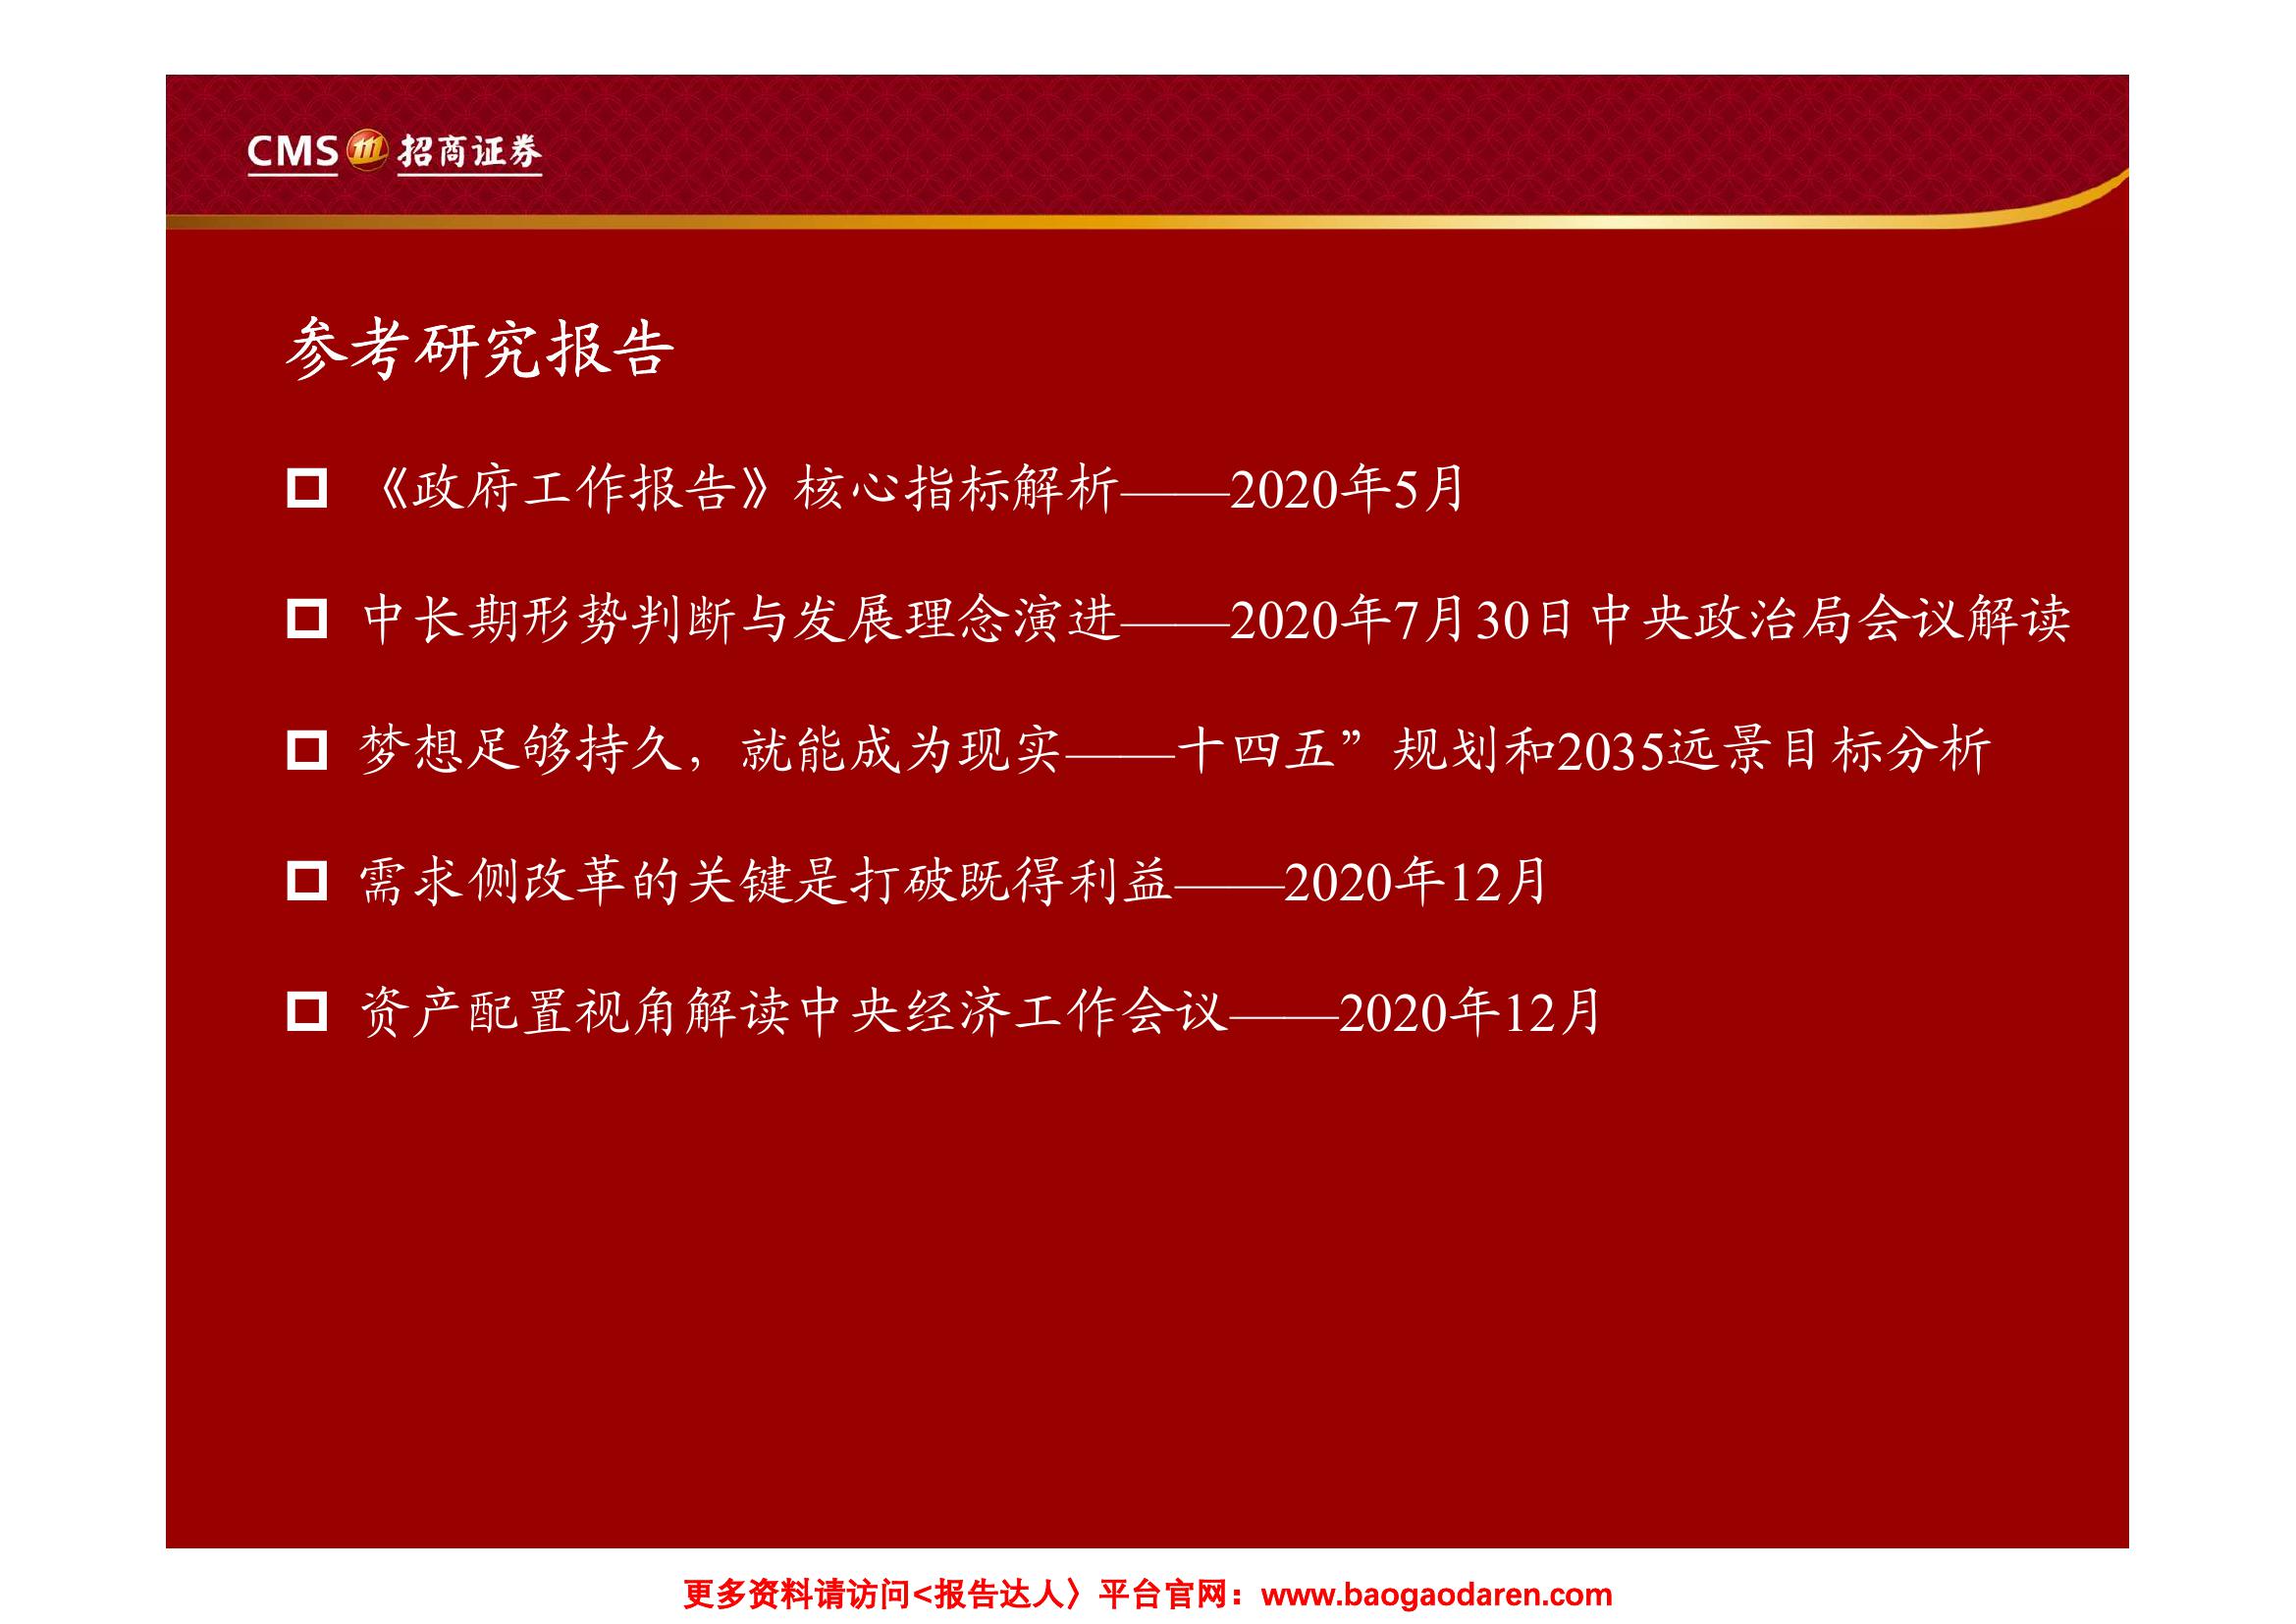 CMS 招商证券
参考研究报告
《政府工作报告》核心指标解析——2020年5月
中长期形势判断与发展理念演进——2020年7月30日中央政治局会议解读
梦想足够持久，就能成为现实——十四五”规划和2035远景目标分析
需求侧改革的关键是打破既得利益——2020年12月
资产配置视角解读中央经济工作会议——2020年12月
更多资料请访问<报告达人〉平台官网：www.baogaodaren.com